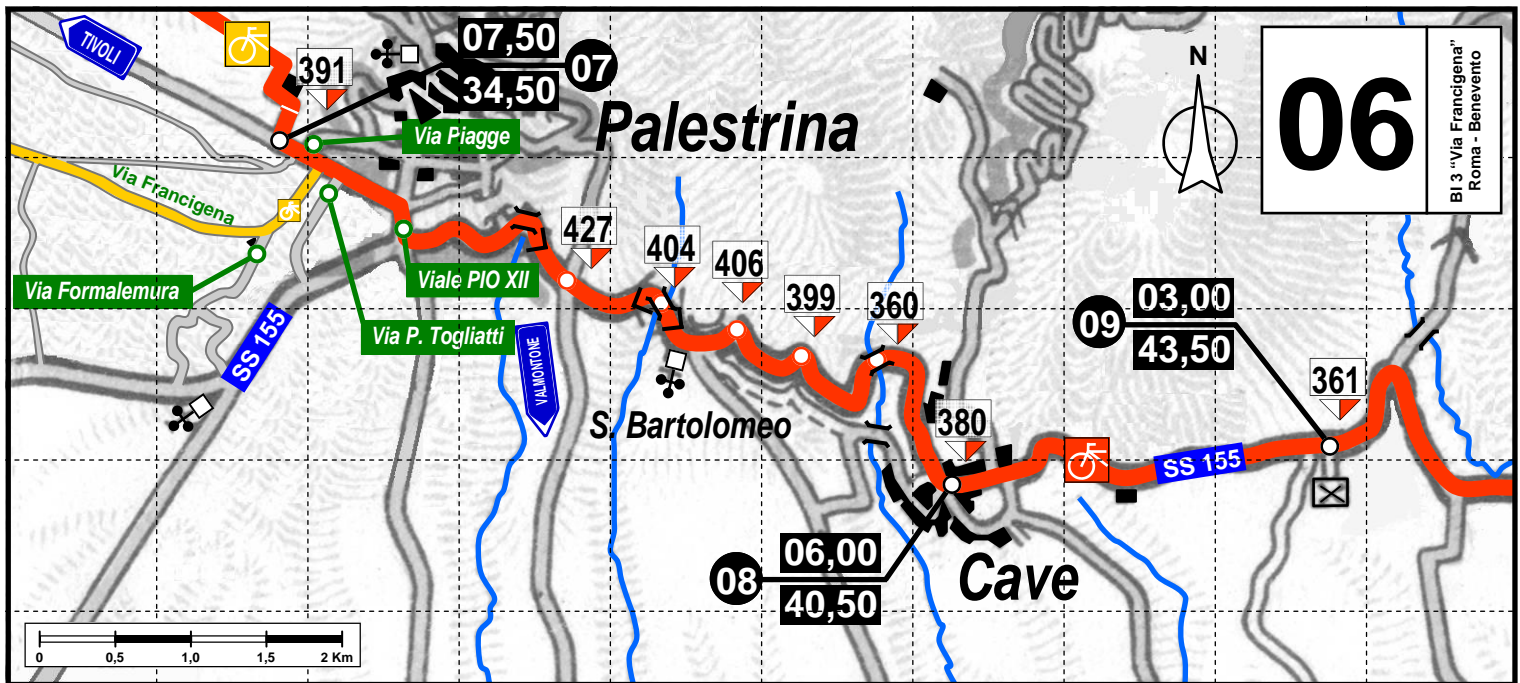 TIVOLI
391
07,50
07
34,50
Palestrina
N
06
BI 3 “Via Francigena”
Roma - Benevento
Via Piagge
Via Francigena
Via Formalemura
Viale PIO XII
Via P. Togliatti
SS 155
VALMONTONE
427
404
406
399
360
S. Bartolomeo
380
03,00
09
43,50
361
SS 155
06,00
08
40,50
Cave
0 0,5 1,0 1,5 2 Km